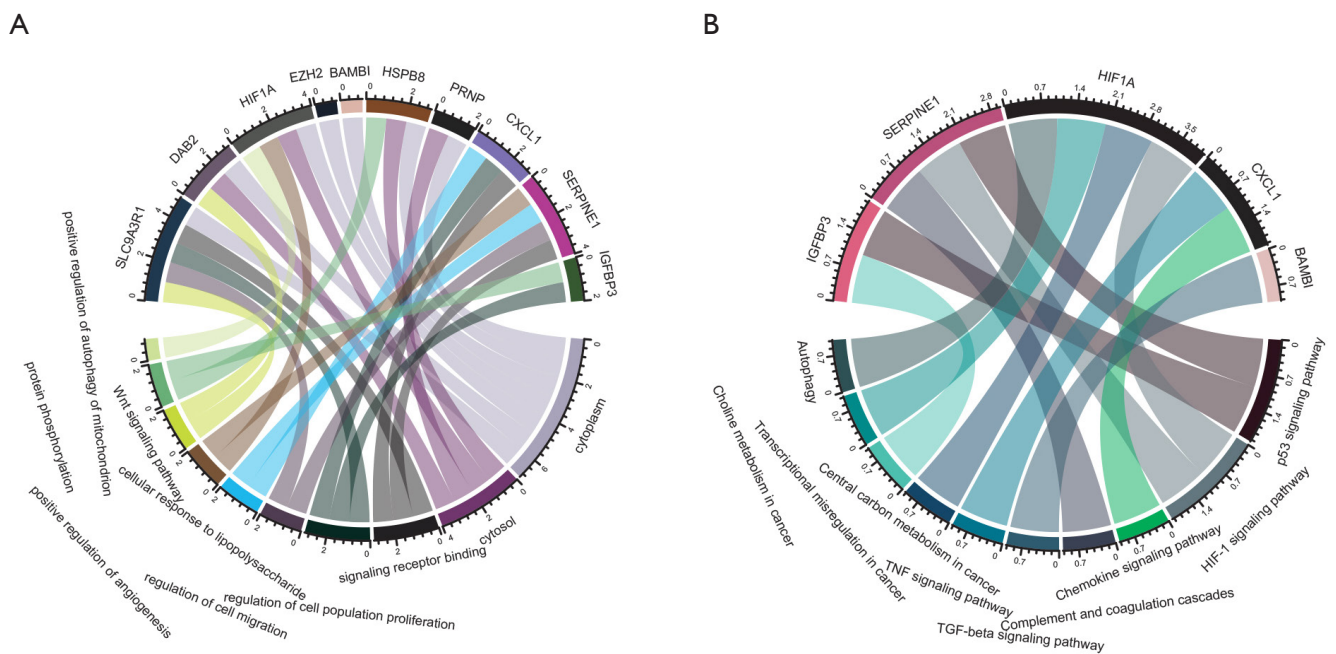 A
B
SLC9A3R1
DAB2
HIF1A
EZH2
BAMBI
HSPB8
PRNP
CXCL1
SERPINE1
IGFBP3
positive regulation of autophagy of mitochondrion
protein phosphorylation
Wnt signaling pathway
positive regulation of angiogenesis
cellular response to lipopolysaccharide
regulation of cell migration
regulation of cell population proliferation
signaling receptor binding
cytosol
cytoplasm
IGFBP3
SERPINE1
HIF1A
CXCL1
BAMBI
Autophagy
Choline metabolism in cancer
Transcriptional misregulation in cancer
Central carbon metabolism in cancer
TNF signaling pathway
TGF-beta signaling pathway
Complement and coagulation cascades
Chemokine signaling pathway
HIF-1 signaling pathway
p53 signaling pathway